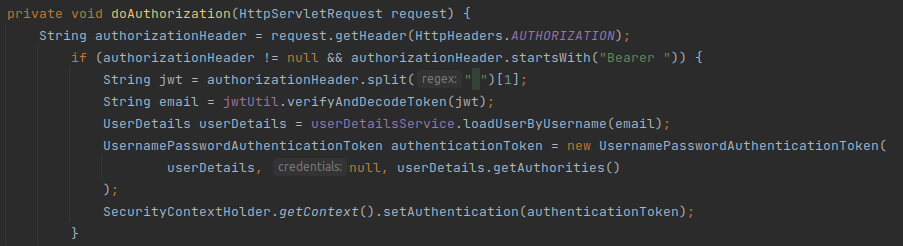 private void doAuthorization(HttpServletRequest request) {
String authorizationHeader = request.getHeader(HttpHeaders.AUTHORIZATION);
if (authorizationHeader != null && authorizationHeader.startsWith("Bearer ")) {
String jwt = authorizationHeader.split( regex: " ")[1];
String email = jwtUtil.verifyAndDecodeToken(jwt);
UserDetails userDetails = userDetailsService.loadUserByUsername(email);
UsernamePasswordAuthenticationToken authenticationToken = new UsernamePasswordAuthenticationToken(
userDetails, credentials: null, userDetails.getAuthorities()
);
SecurityContextHolder.getContext().setAuthentication(authenticationToken);
}